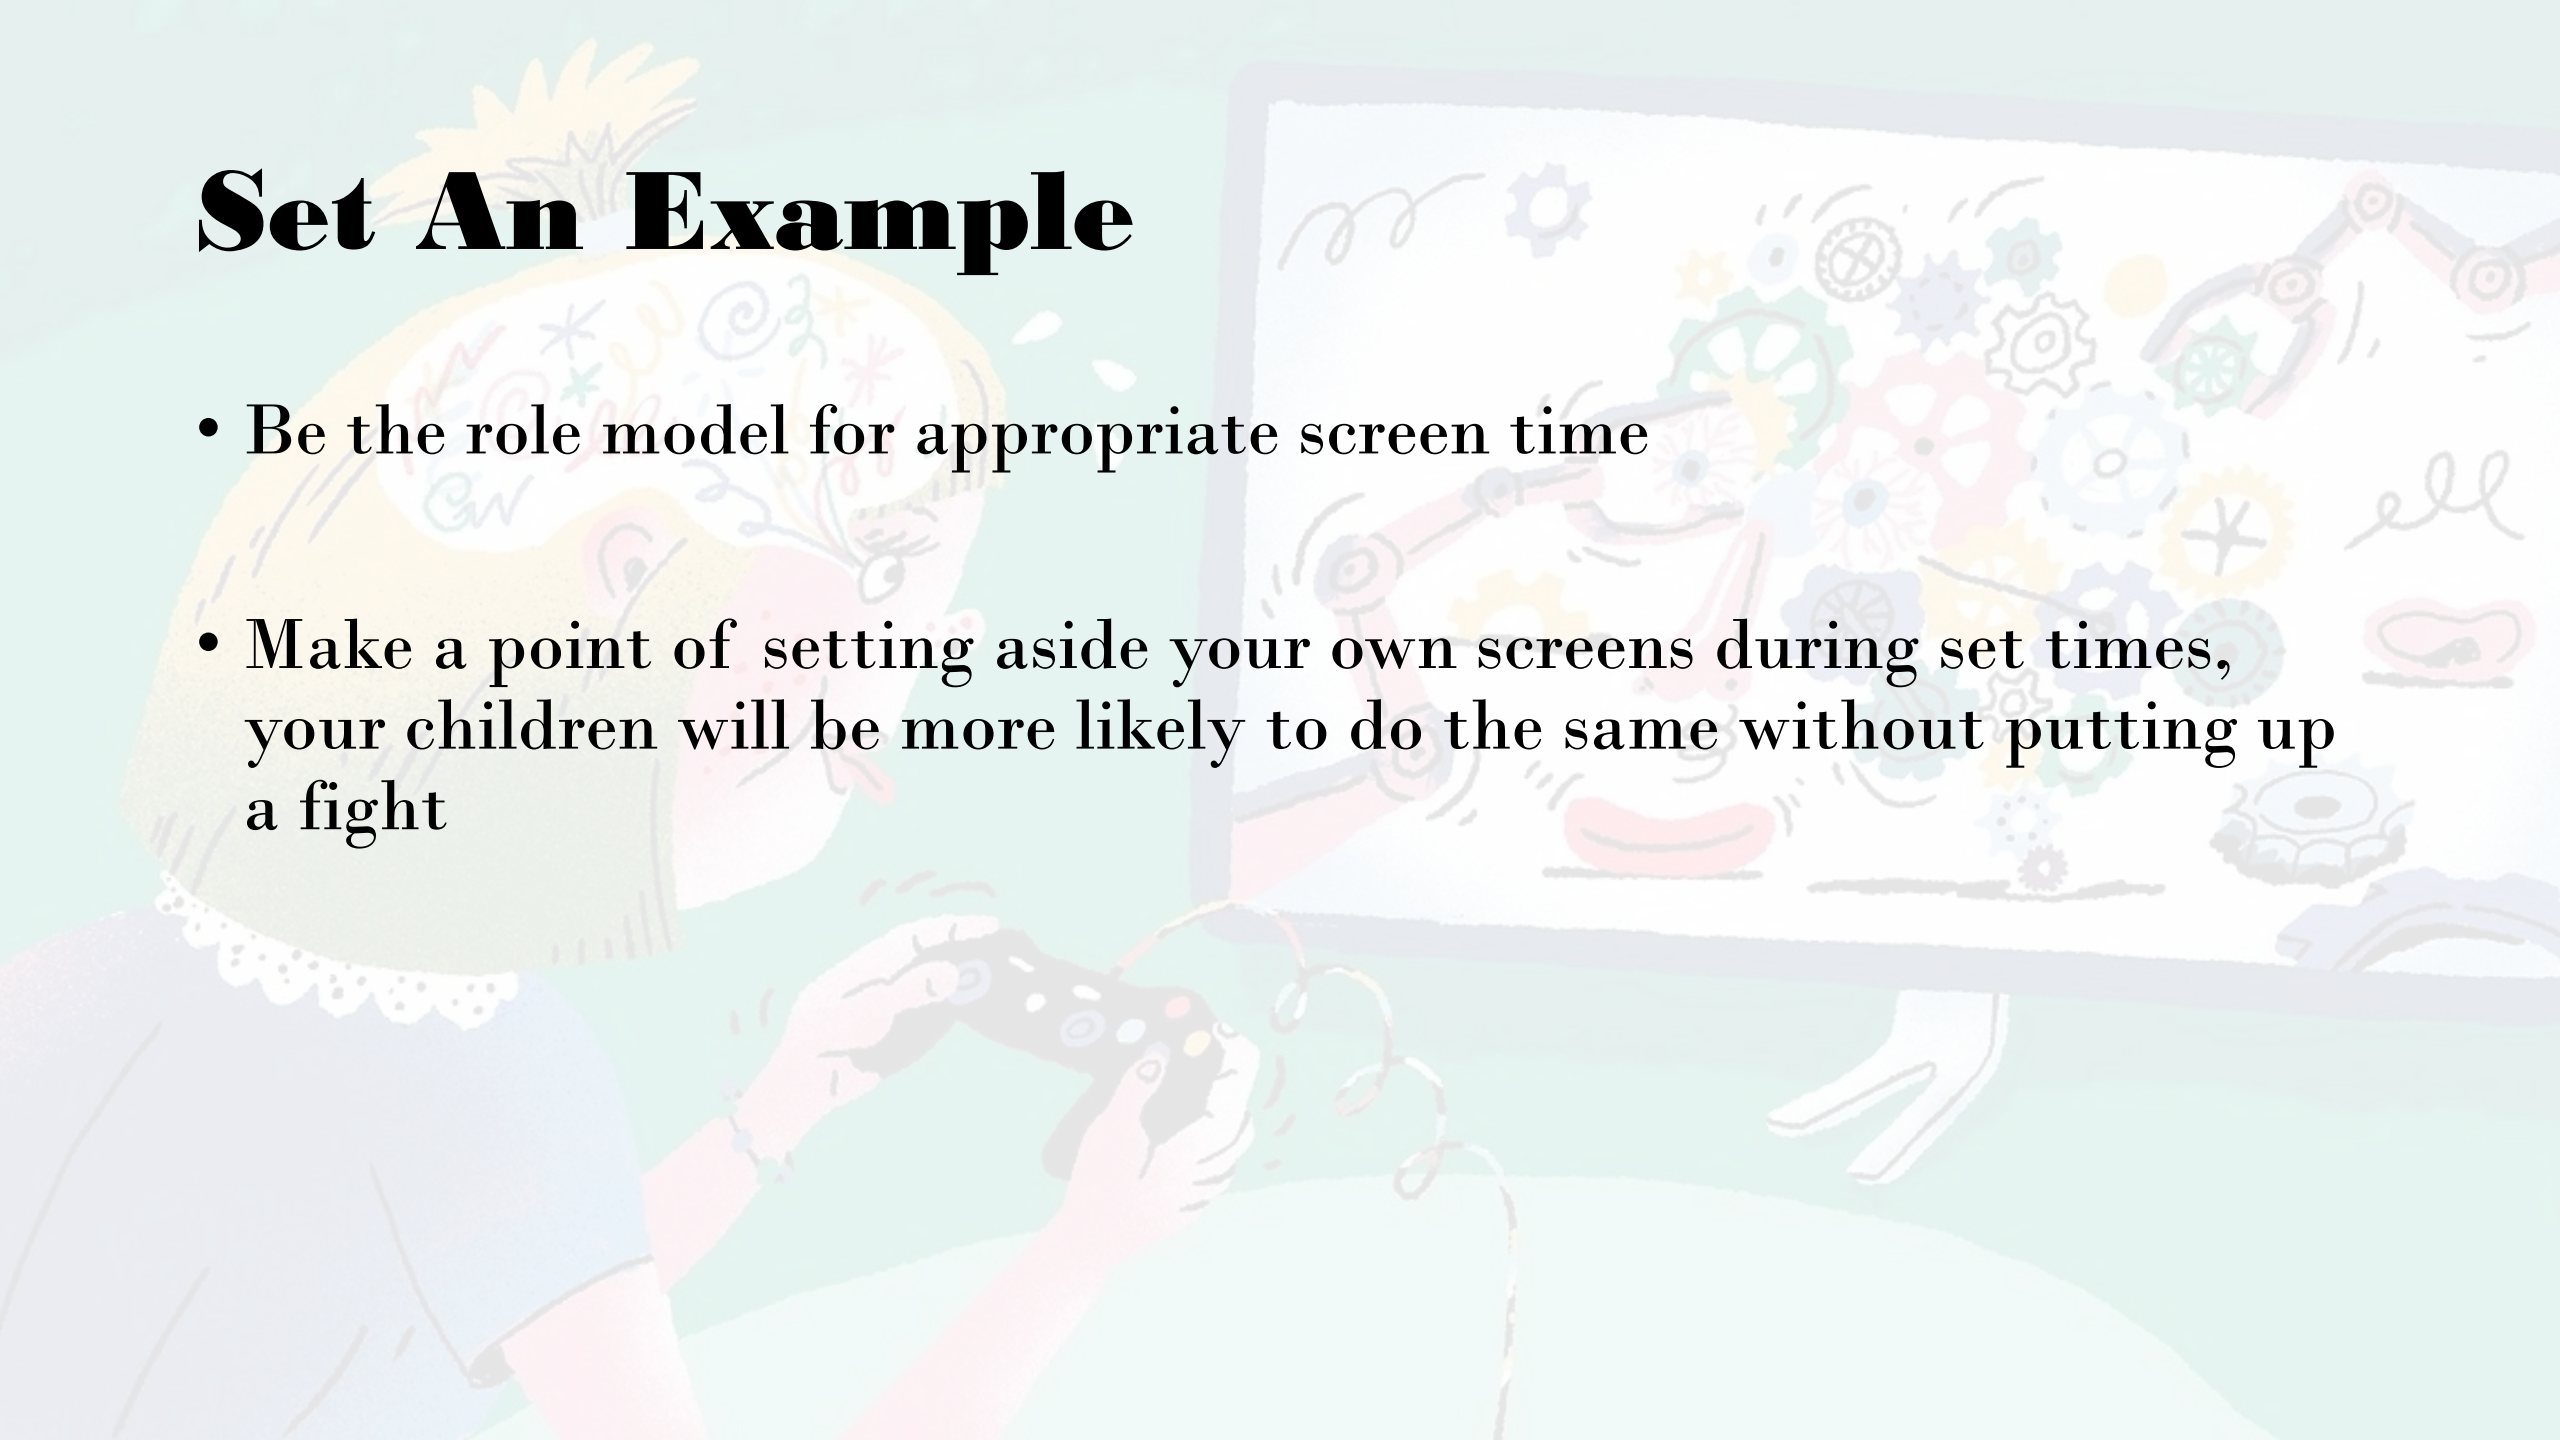 Set An Example
• Be the role model for appropriate screen time
• Make a point of setting aside your own screens during set times,
your children will be more likely to do the same without putting up
a fight